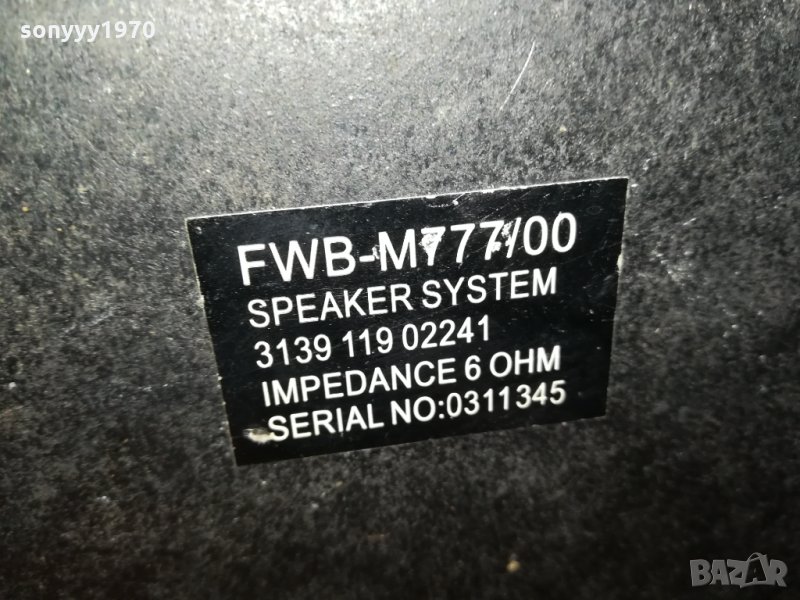 sonyyy1970
FWB-M777/00
SPEAKER SYSTEM
3139 119 02241
IMPEDANCE 6 OHM
SERIAL NO:0311345
BAZAR